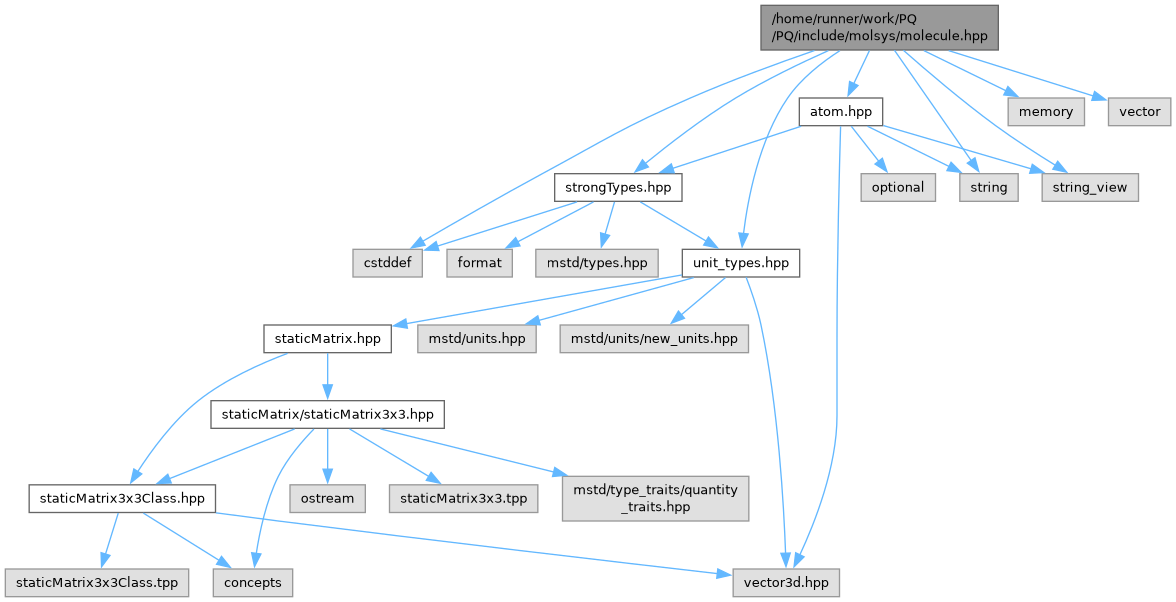 /home/runner/work/PQ
/PQ/include/molsys/molecule.hpp
atom.hpp
memory
vector
strongTypes.hpp
optional
string
string_view
cstddef
format
mstd/types.hpp
unit_types.hpp
staticMatrix.hpp
mstd/units.hpp
mstd/units/new_units.hpp
staticMatrix/staticMatrix3x3.hpp
staticMatrix3x3Class.hpp
ostream
staticMatrix3x3.tpp
mstd/type_traits/quantity
_traits.hpp
staticMatrix3x3Class.tpp
concepts
vector3d.hpp